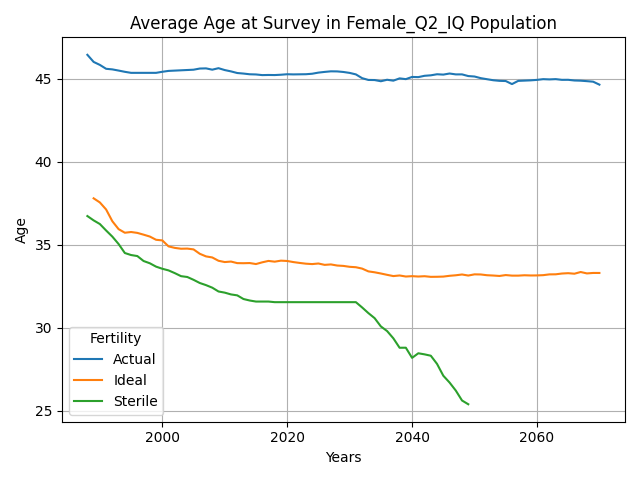 Average Age at Survey in Female_Q2_IQ Population
Age
45
40
35
30
25
Fertility
Actual
Ideal
Sterile
2000
2020
2040
2060
Years